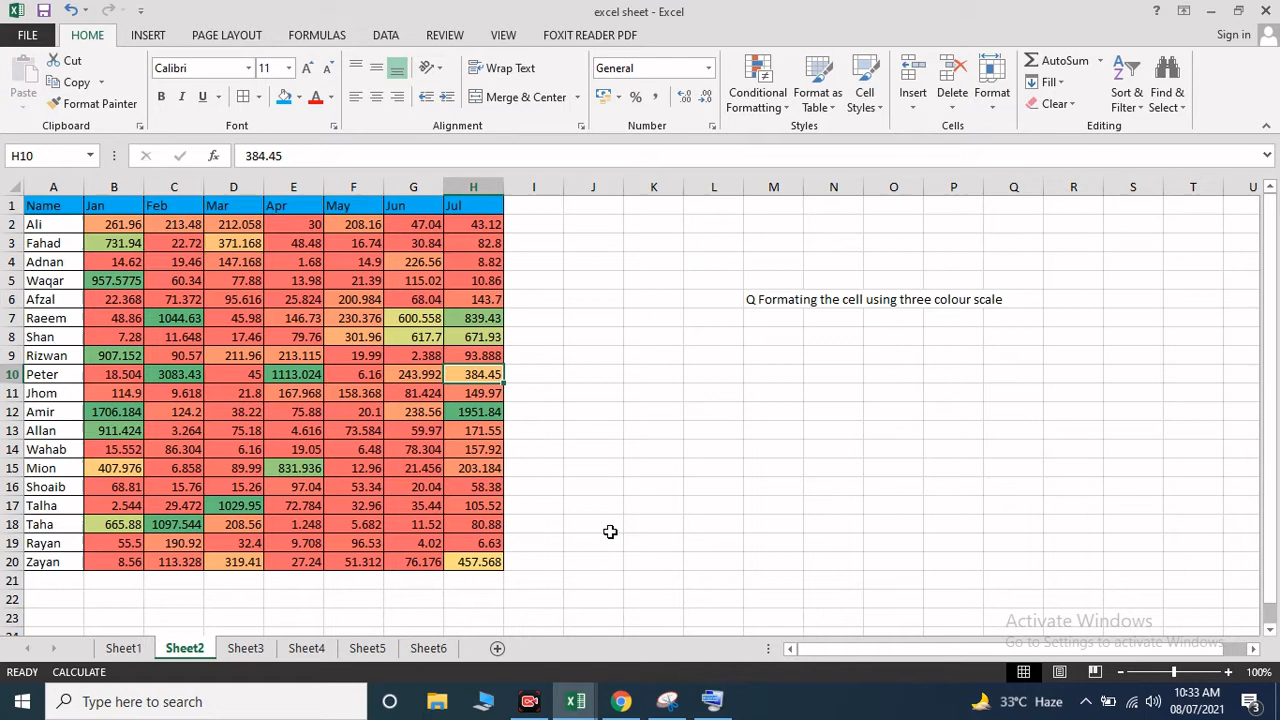 excel sheet - Excel
FILE HOME INSERT PAGE LAYOUT FORMULAS DATA REVIEW VIEW FOXIT READER PDF Sign in
Paste Cut Copy Format Painter Clipboard
Calibri 11 B I U A Font
Wrap Text Merge & Center Alignment
General % Number
Conditional Formatting Format as Table Cell Styles Styles
Insert Delete Format Cells
AutoSum Fill Clear Sort & Filter Find & Select Editing
H10 fx 384.45
A B C D E F G H I J K L M N O P Q R S T U
1 Name Jan Feb Mar Apr May Jun Jul
2 Ali 261.96 213.48 212.058 30 208.16 47.04 43.12
3 Fahad 731.94 22.72 371.168 48.48 16.74 30.84 82.8
4 Adnan 14.62 19.46 147.168 1.68 14.9 226.56 8.82
5 Waqar 957.5775 60.34 77.88 13.98 21.39 115.02 10.86
6 Afzal 22.368 71.372 95.616 25.824 200.984 68.04 143.7 Q Formating the cell using three colour scale
7 Raeem 48.86 1044.63 45.98 146.73 230.376 600.558 839.43
8 Shan 7.28 11.648 17.46 79.76 301.96 617.7 671.93
9 Rizwan 907.152 90.57 211.96 213.115 19.99 2.388 93.888
10 Peter 18.504 3083.43 45 1113.024 6.16 243.992 384.45
11 Jhom 114.9 9.618 21.8 167.968 158.368 81.424 149.97
12 Amir 1706.184 124.2 38.22 75.88 20.1 238.56 1951.84
13 Allan 911.424 3.264 75.18 4.616 73.584 59.97 171.55
14 Wahab 15.552 86.304 6.16 19.05 6.48 78.304 157.92
15 Mion 407.976 6.858 89.99 831.936 12.96 21.456 203.184
16 Shoaib 68.81 15.76 15.26 97.04 53.34 20.04 58.38
17 Talha 2.544 29.472 1029.95 72.784 32.96 35.44 105.52
18 Taha 665.88 1097.544 208.56 1.248 5.682 11.52 80.88
19 Rayan 55.5 190.92 32.4 9.708 96.53 4.02 6.63
20 Zayan 8.56 113.328 319.41 27.24 51.312 76.176 457.568
21
22
23
Activate Windows
Go to Settings to activate Windows.
Sheet1 Sheet2 Sheet3 Sheet4 Sheet5 Sheet6
READY CALCULATE 100%
Type here to search 33°C Haze 10:33 AM
08/07/2021 3